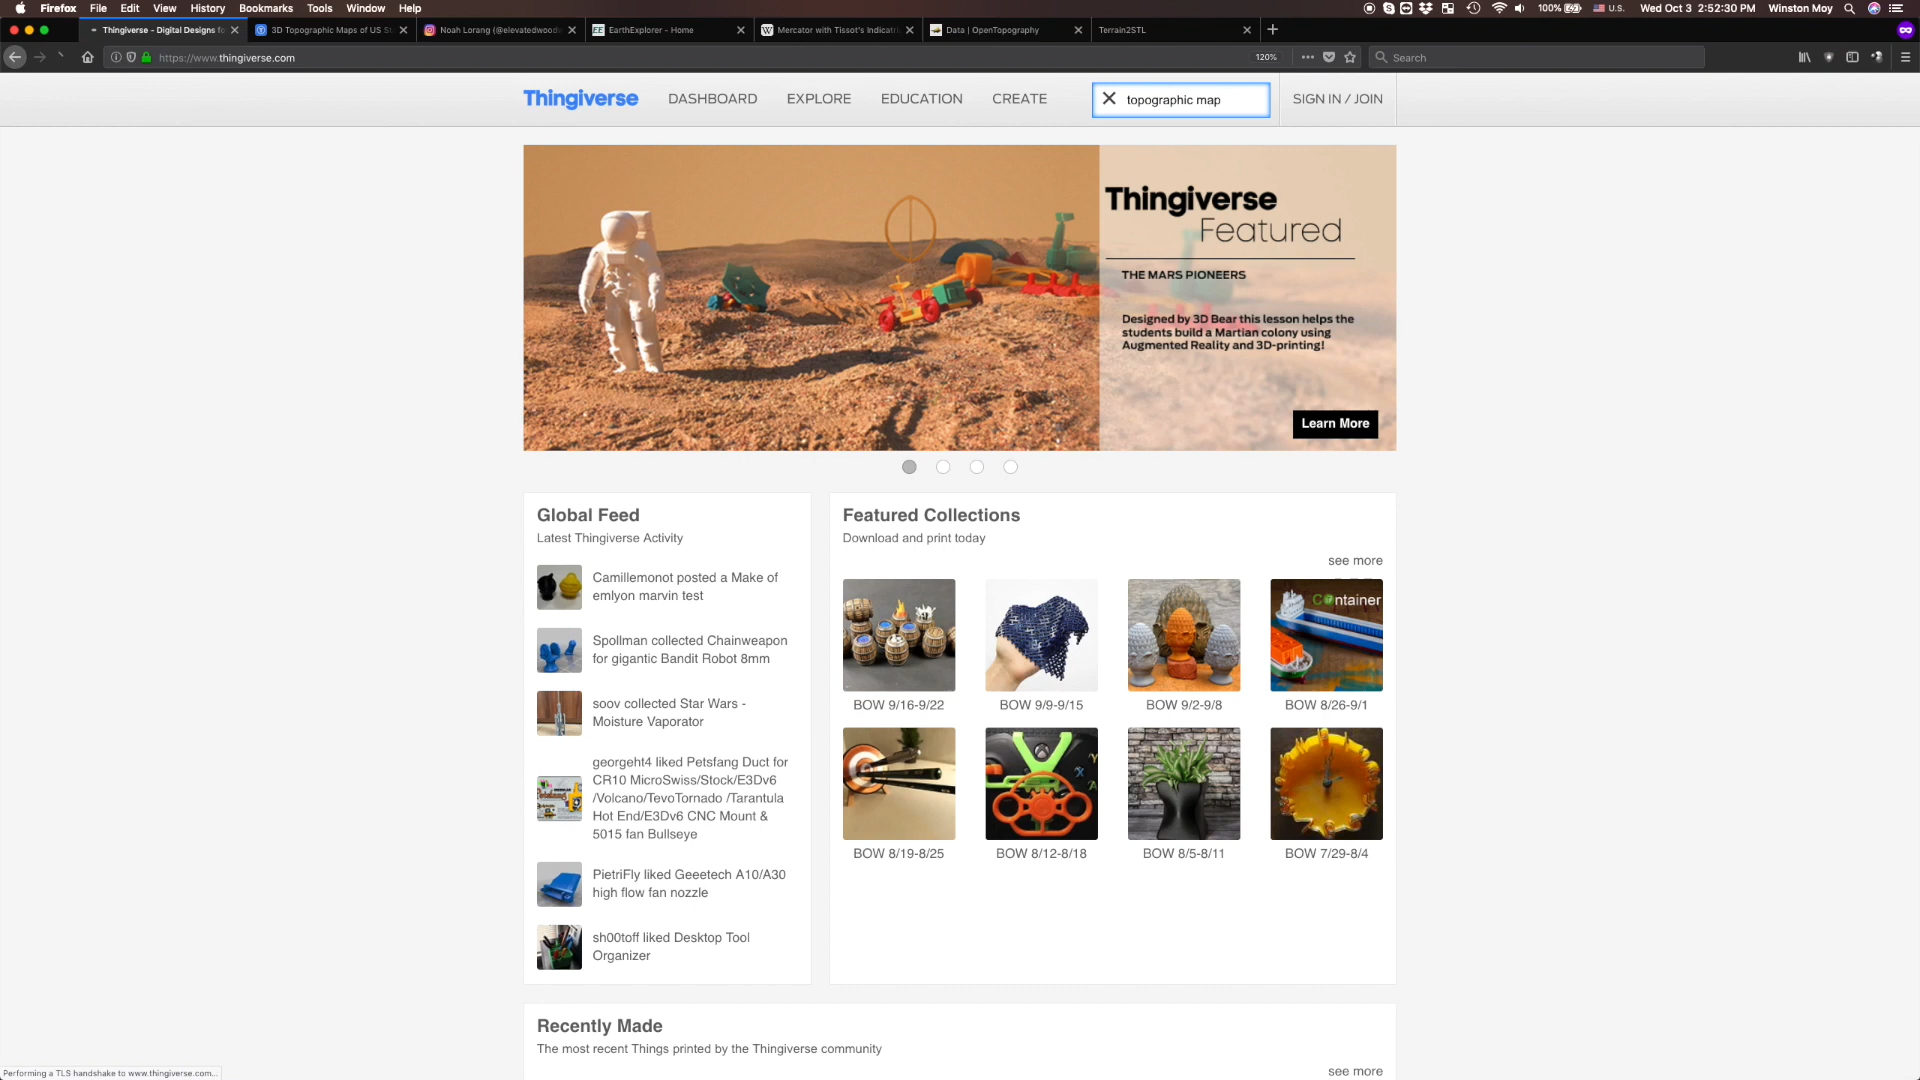 Firefox File Edit View History Bookmarks Tools Window Help 100% U.S. Wed Oct 3 2:52:30 PM Winston Moy
Thingiverse - Digital Designs fo 3D Topographic Maps of US St Noah Lorang (@elevatedwood EarthExplorer - Home Mercator with Tissot's Indicatri Data | OpenTopography Terrain2STL
https://www.thingiverse.com 120% Search
Thingiverse DASHBOARD EXPLORE EDUCATION CREATE topographic map SIGN IN / JOIN
Thingiverse
Featured
THE MARS PIONEERS
Designed by 3D Bear this lesson helps the
students build a Martian colony using
Augmented Reality and 3D-printing!
Learn More
Global Feed
Latest Thingiverse Activity
Camillemonot posted a Make of
emlyon marvin test
Spollman collected Chainweapon
for gigantic Bandit Robot 8mm
soov collected Star Wars -
Moisture Vaporator
georgeht4 liked Petsfang Duct for
CR10 MicroSwiss/Stock/E3Dv6
/Volcano/TevoTornado /Tarantula
Hot End/E3Dv6 CNC Mount &
5015 fan Bullseye
PietriFly liked Geeetech A10/A30
high flow fan nozzle
sh00toff liked Desktop Tool
Organizer
Featured Collections
Download and print today
see more
Container
BOW 9/16-9/22 BOW 9/9-9/15 BOW 9/2-9/8 BOW 8/26-9/1
BOW 8/19-8/25 BOW 8/12-8/18 BOW 8/5-8/11 BOW 7/29-8/4
Recently Made
The most recent Things printed by the Thingiverse community
see more
Performing a TLS handshake to www.thingiverse.com...